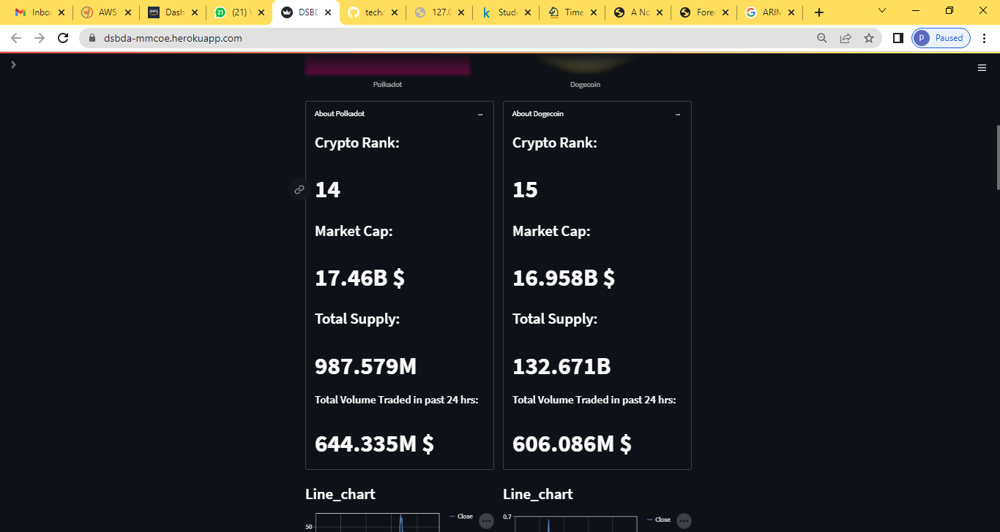 Inbo
AWS
Dash
(21)
DSBD
tech/
127.0
Stude
Time
A No
Fore
ARIM
dsbda-mmcoe.herokuapp.com
P
Paused
Polkadot
Dogecoin
About Polkadot
Crypto Rank:
14
Market Cap:
17.46B $
Total Supply:
987.579M
Total Volume Traded in past 24 hrs:
644.335M $
About Dogecoin
Crypto Rank:
15
Market Cap:
16.958B $
Total Supply:
132.671B
Total Volume Traded in past 24 hrs:
606.086M $
Line_chart
50
Close
Line_chart
0.7
Close